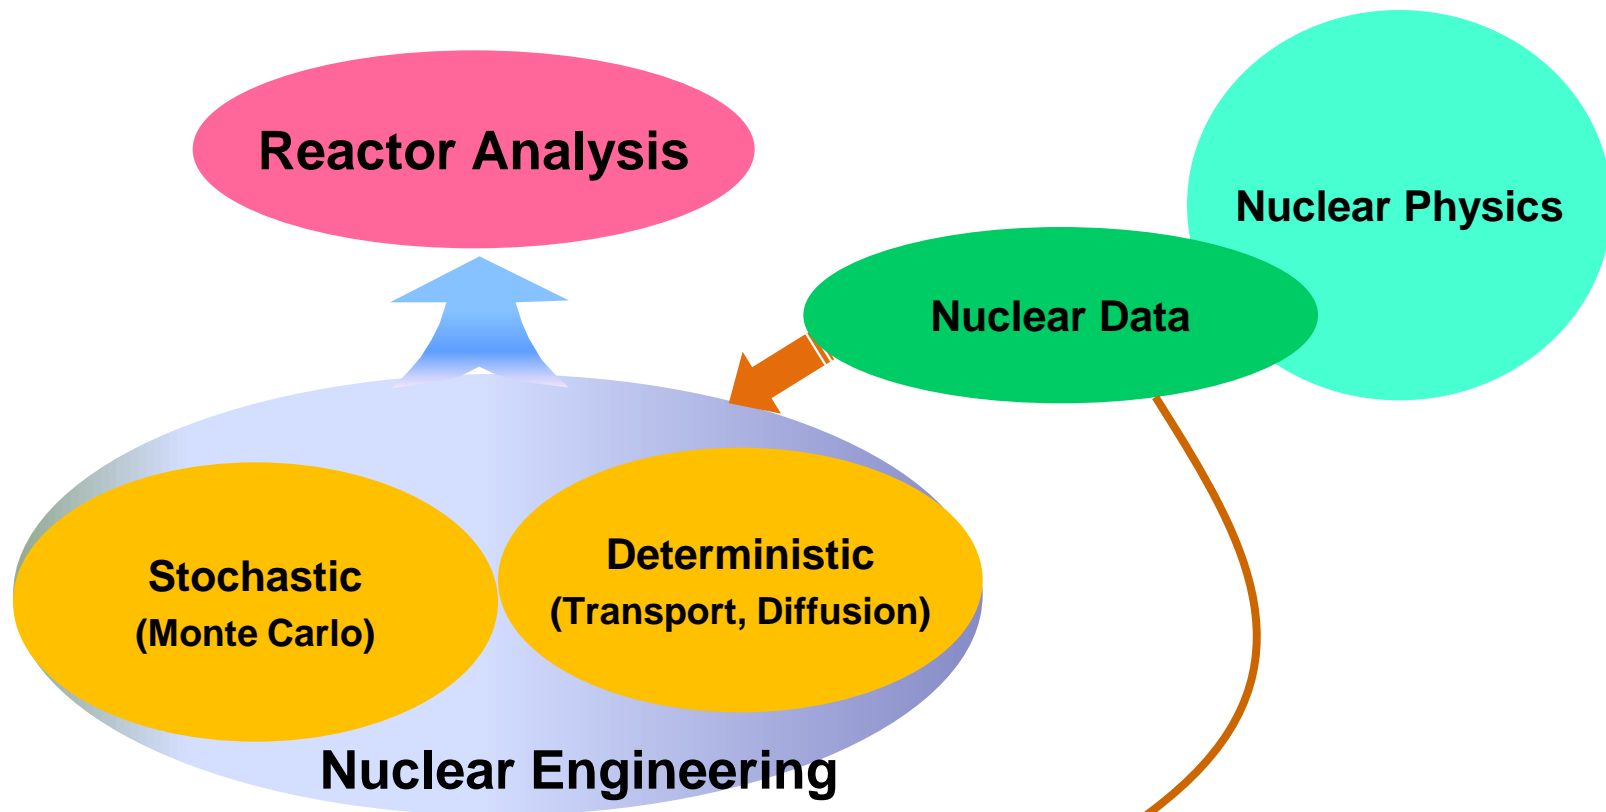 Reactor Analysis
Nuclear Physics
Nuclear Data
Stochastic
(Monte Carlo)
Deterministic
(Transport, Diffusion)
Nuclear Engineering